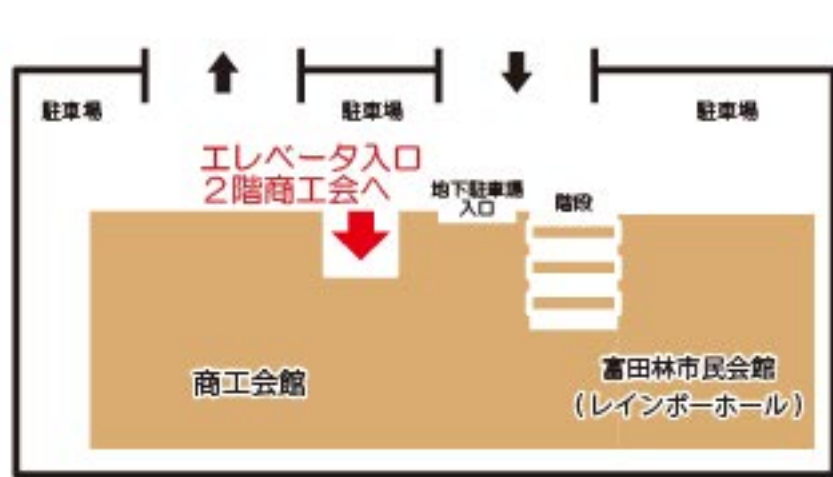 駐車場
駐車場
駐車場
エレベータ入口
2階商工会へ
地下駐車場
入口
階段
商工会館
富田林市民会館
(レインボーホール)